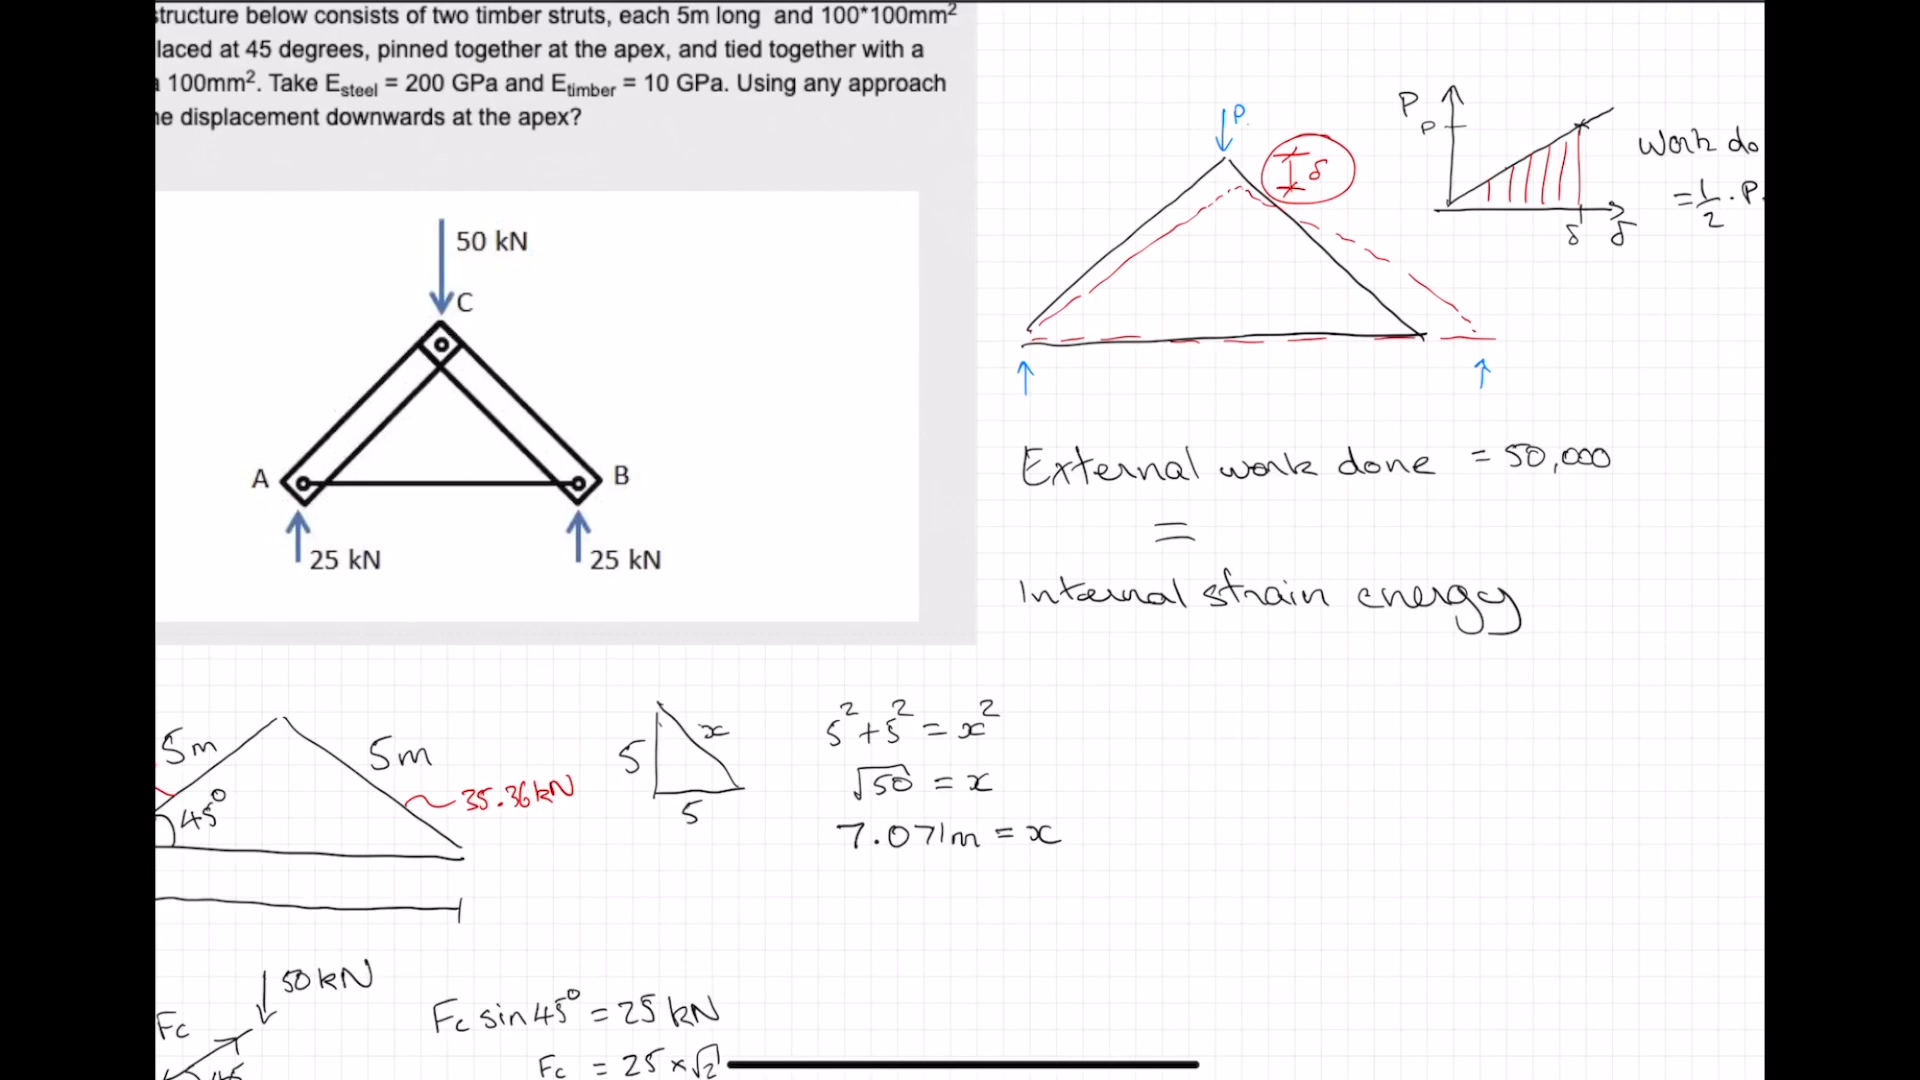 structure below consists of two timber struts, each 5m long and 100*100mm²
laced at 45 degrees, pinned together at the apex, and tied together with a
100mm². Take Esteel = 200 GPa and Etimber = 10 GPa. Using any approach
e displacement downwards at the apex?
50 kN
C
A
B
25 kN
25 kN
P.
δ
P
P
δ
δ
Work do
= 1/2 . P.
External work done = 50,000
=
Internal strain energy
5m
5m
45°
35.36kN
5
x
5
5² + 5² = x²
√50 = x
7.071m = x
50kN
Fc
45
Fc sin45° = 25 kN
Fc = 25 × √2